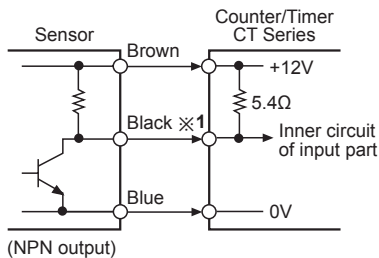 Counter/Timer
CT Series
Sensor
Brown
+12V
5.4Ω
Black ※1
Inner circuit
of input part
Blue
0V
(NPN output)